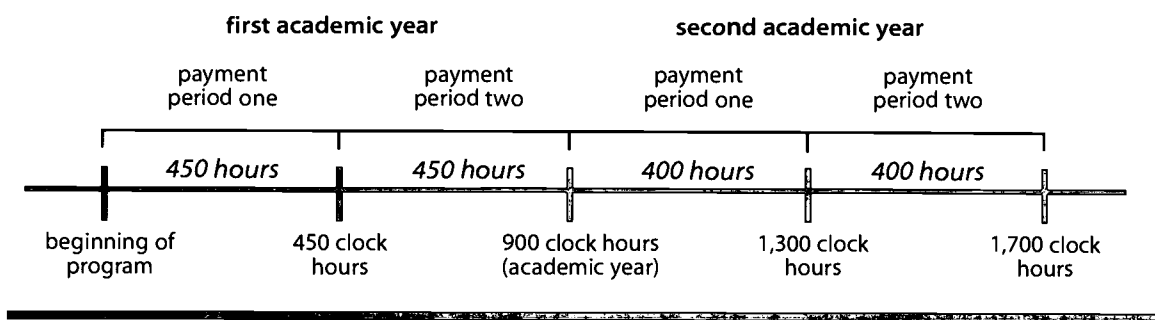 first academic year
second academic year
payment
period one
payment
period two
payment
period one
payment
period two
450 hours
450 hours
400 hours
400 hours
beginning of
program
450 clock
hours
900 clock hours
(academic year)
1,300 clock
hours
1,700 clock
hours